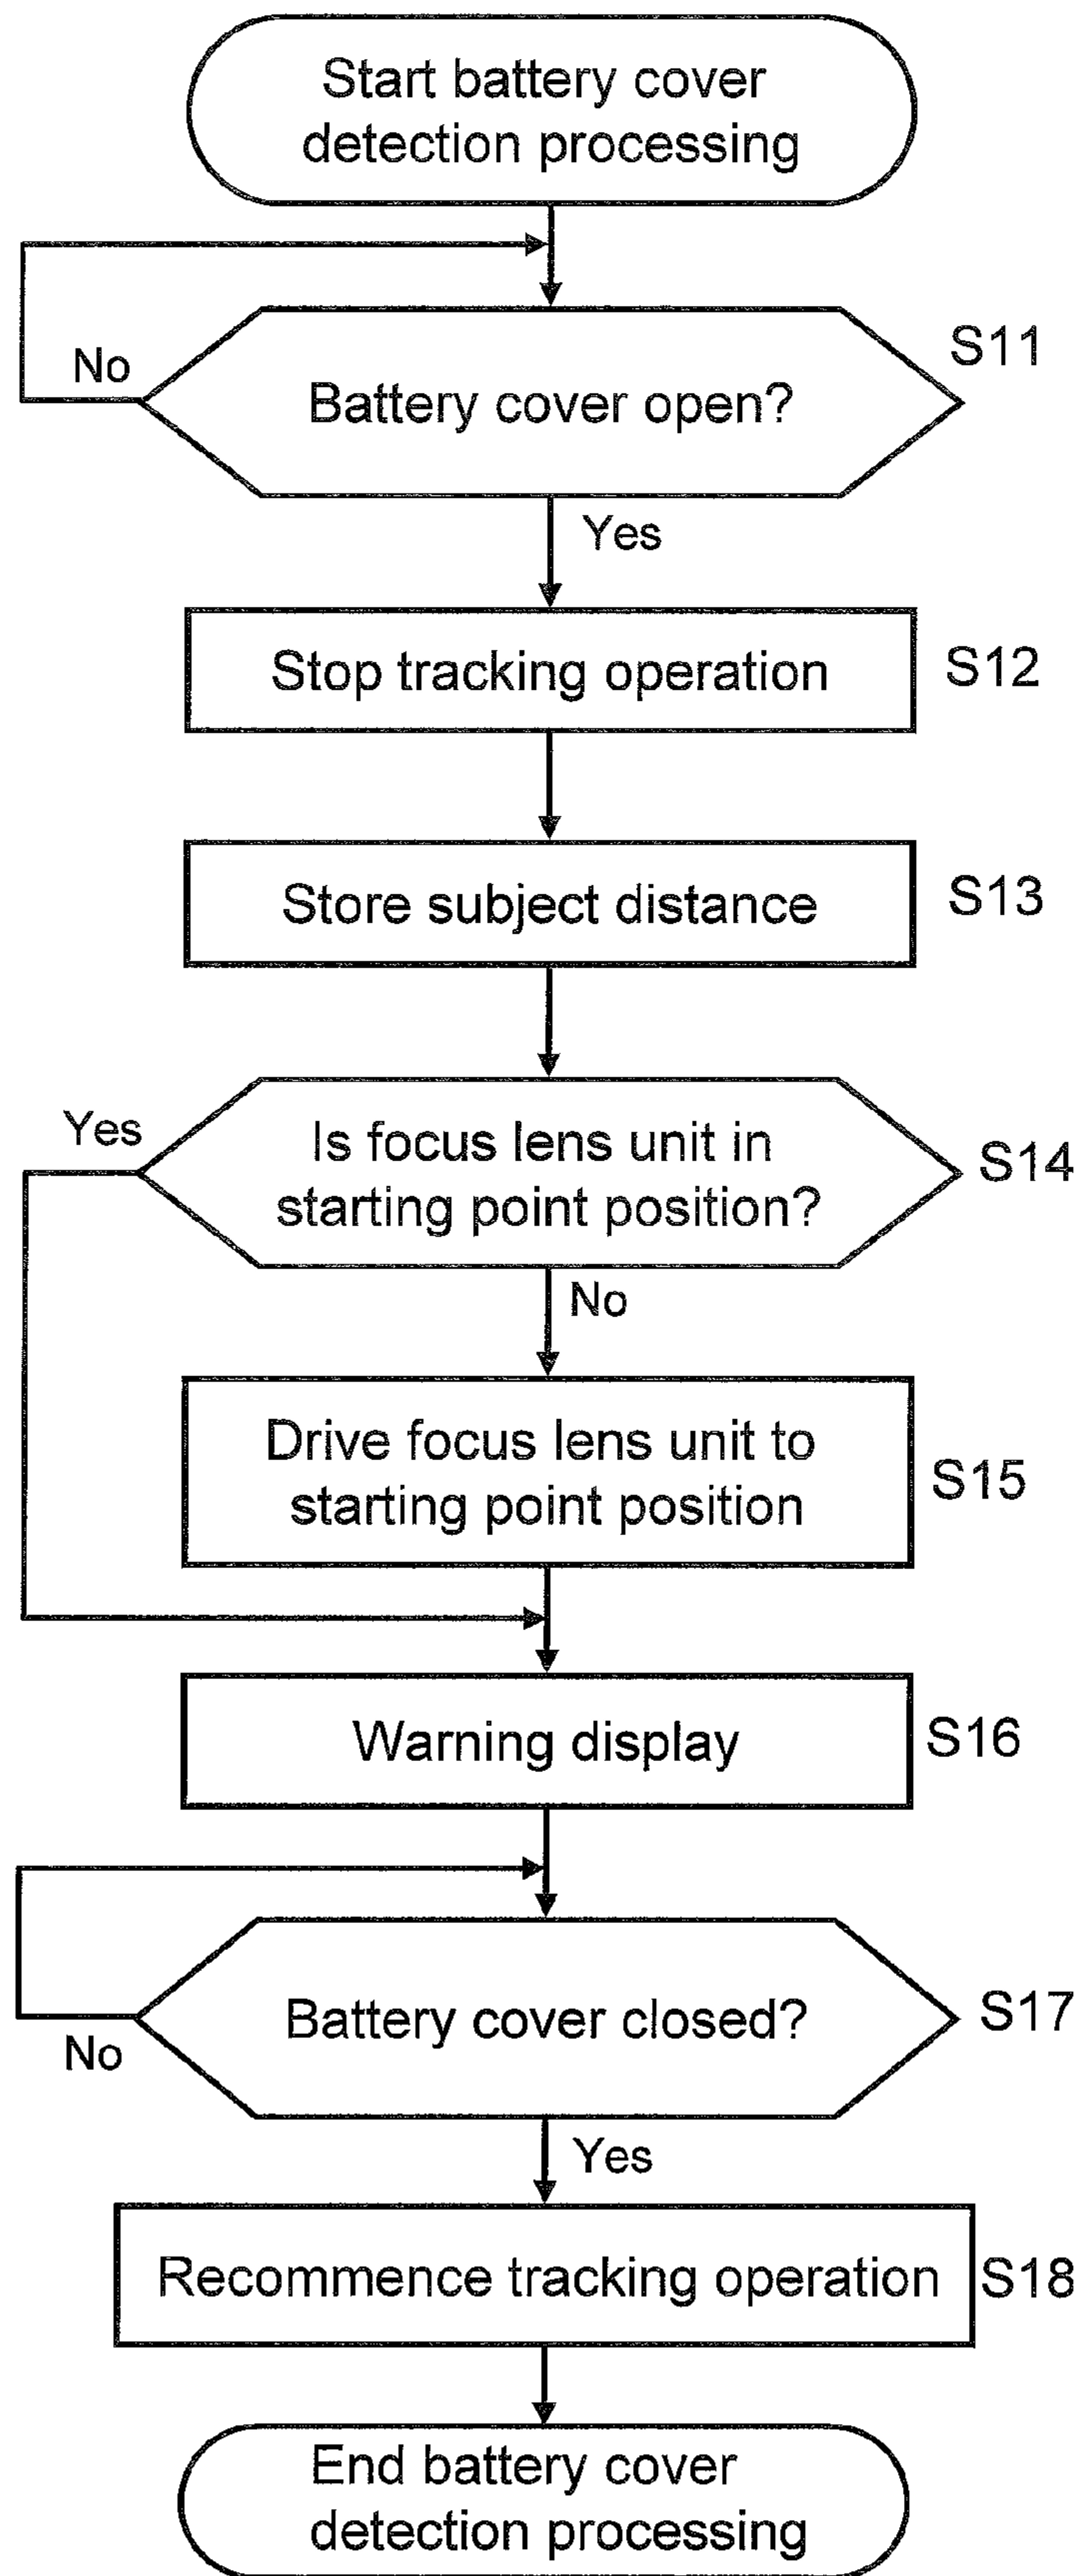 Start battery cover
detection processing
No
Battery cover open?
S11
Yes
Stop tracking operation
S12
Store subject distance
S13
Yes
Is focus lens unit in
starting point position?
S14
No
Drive focus lens unit to
starting point position
S15
Warning display
S16
Battery cover closed?
S17
No
Yes
Recommence tracking operation
S18
End battery cover
detection processing